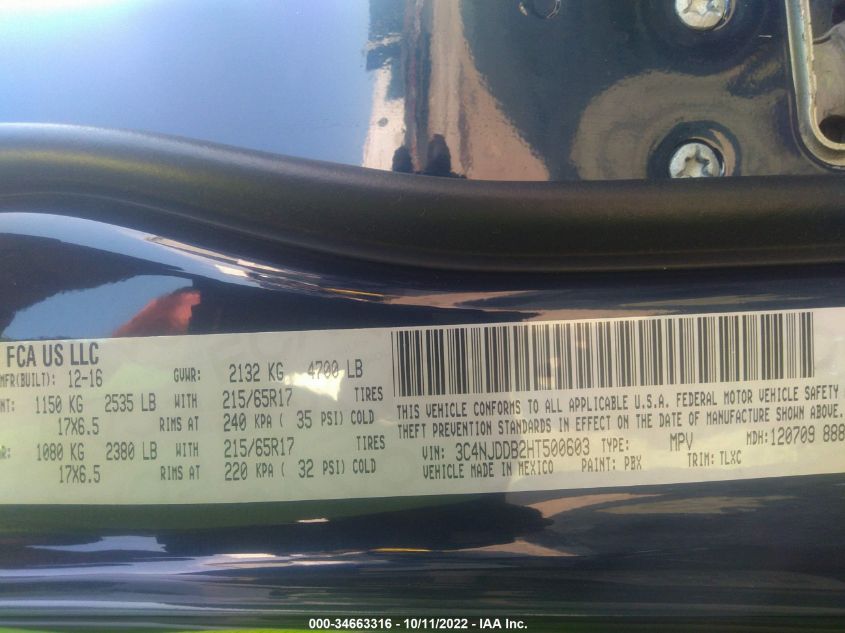 FCA US LLC
MFR(BUILT): 12-16 GVWR: 2132 KG 4700 LB
NT: 1150 KG 2535 LB WITH 215/65R17 TIRES
17X6.5 RIMS AT 240 KPA ( 35 PSI) COLD
R: 1080 KG 2380 LB WITH 215/65R17 TIRES
17X6.5 RIMS AT 220 KPA ( 32 PSI) COLD
THIS VEHICLE CONFORMS TO ALL APPLICABLE U.S.A. FEDERAL MOTOR VEHICLE SAFETY
THEFT PREVENTION STANDARDS IN EFFECT ON THE DATE OF MANUFACTURE SHOWN ABOVE.
VIN: 3C4NJDDB2HT500603 TYPE: MPV MDH: 120709 888
VEHICLE MADE IN MEXICO PAINT: PBX TRIM: TLXC
000-34663316 - 10/11/2022 - IAA Inc.